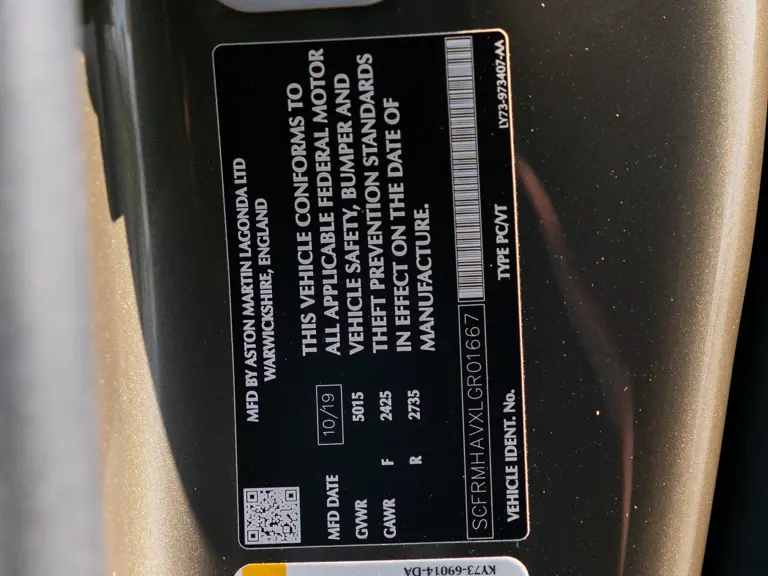 MFD BY ASTON MARTIN LAGONDA LTD
WARWICKSHIRE, ENGLAND
THIS VEHICLE CONFORMS TO
ALL APPLICABLE FEDERAL MOTOR
VEHICLE SAFETY, BUMPER AND
THEFT PREVENTION STANDARDS
IN EFFECT ON THE DATE OF
MANUFACTURE.
MFD DATE 10/19
GVWR 5015
GAWR F 2425
R 2735
SCFRMHAVXLGR01667
VEHICLE IDENT. No. TYPE PC/VT LY73-973407-AA
KY73-69014-DA